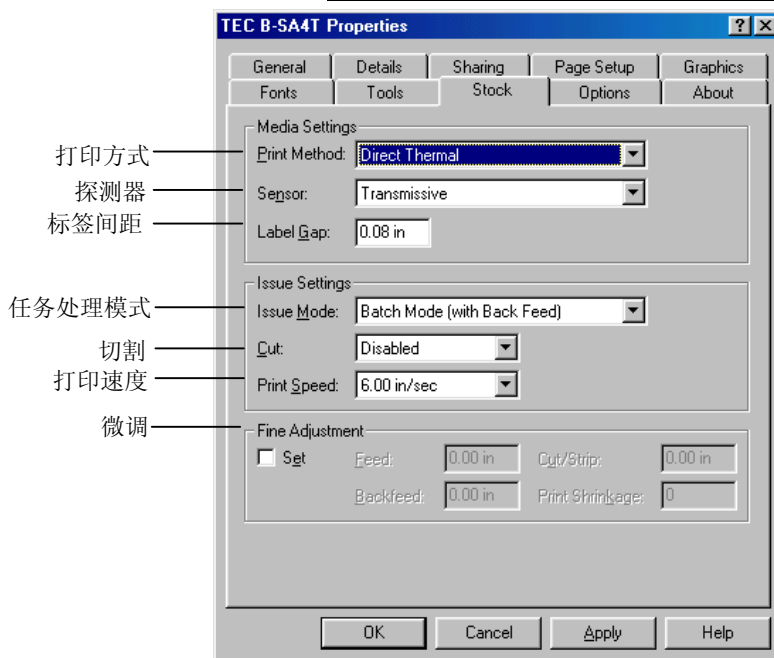 TEC B-SA4T Properties
General Details Sharing Page Setup Graphics
Fonts Tools Stock Options About
Media Settings
打印方式 Print Method: Direct Thermal
探测器 Sensor: Transmissive
标签间距 Label Gap: 0.08 in
Issue Settings
任务处理模式 Issue Mode: Batch Mode (with Back Feed)
切割 Cut: Disabled
打印速度 Print Speed: 6.00 in/sec
微调 Fine Adjustment
Set Feed: 0.00 in Cut/Strip: 0.00 in
Backfeed: 0.00 in Print Shrinkage: 0
OK Cancel Apply Help